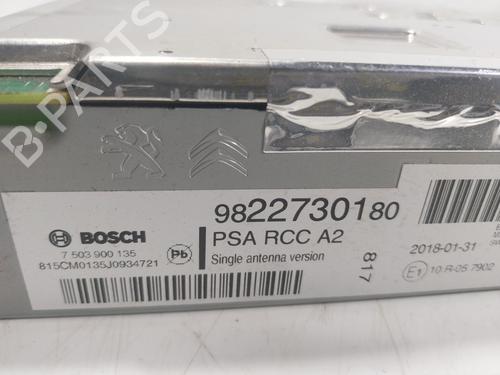 B-PARTS
BOSCH
7 503 900 135
815CM0135J0934721
Pb
9822730180
PSA RCC A2
Single antenna version
817
2018-01-31
E1 10 R-05 7902